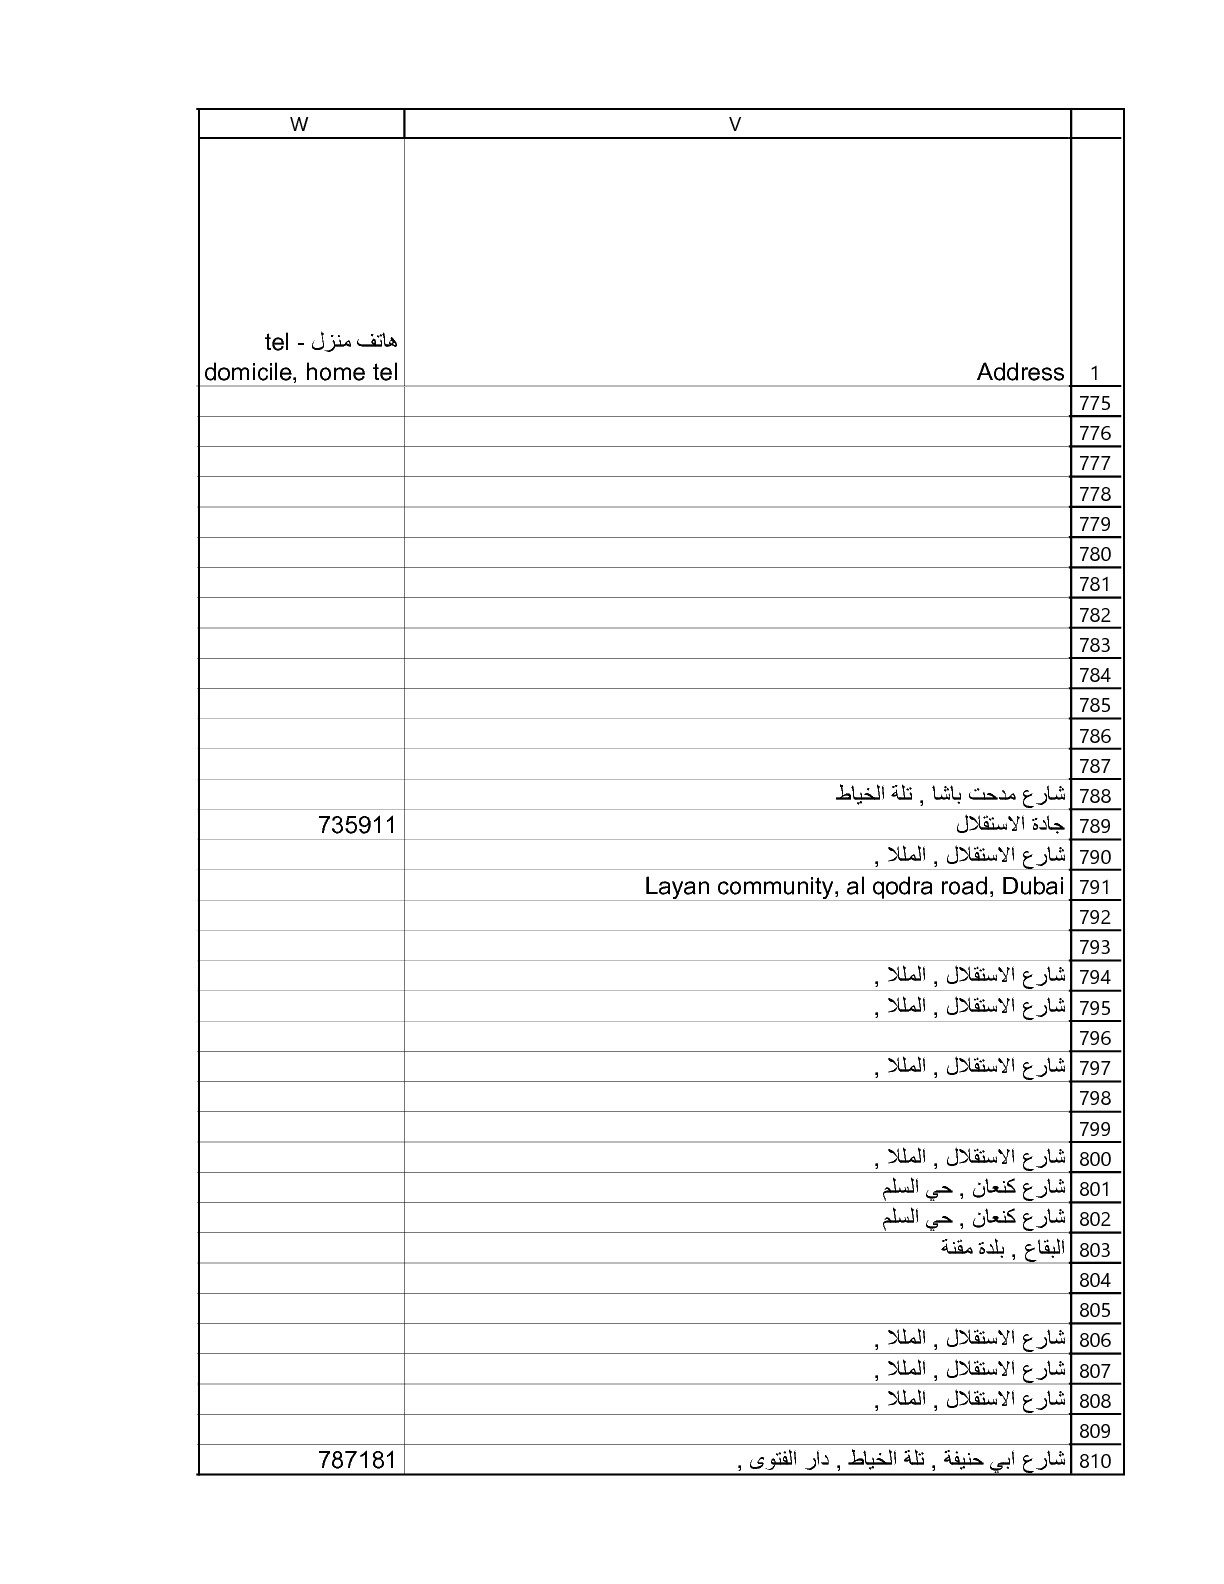 V W
Address هاتف منزل - tel domicile, home tel 1
775
776
777
778
779
780
781
782
783
784
785
786
787
788 شارع مدحت باشا , تلة الخياط
789 جادة الاستقلال 735911
790 شارع الاستقلال , الملا ,
791 Layan community, al qodra road, Dubai
792
793
794 شارع الاستقلال , الملا ,
795 شارع الاستقلال , الملا ,
796
797 شارع الاستقلال , الملا ,
798
799
800 شارع الاستقلال , الملا ,
801 شارع كنعان , حي السلم
802 شارع كنعان , حي السلم
803 البقاع , بلدة مقنة
804
805
806 شارع الاستقلال , الملا ,
807 شارع الاستقلال , الملا ,
808 شارع الاستقلال , الملا ,
809
810 شارع ابي حنيفة , تلة الخياط , دار الفتوى , 787181